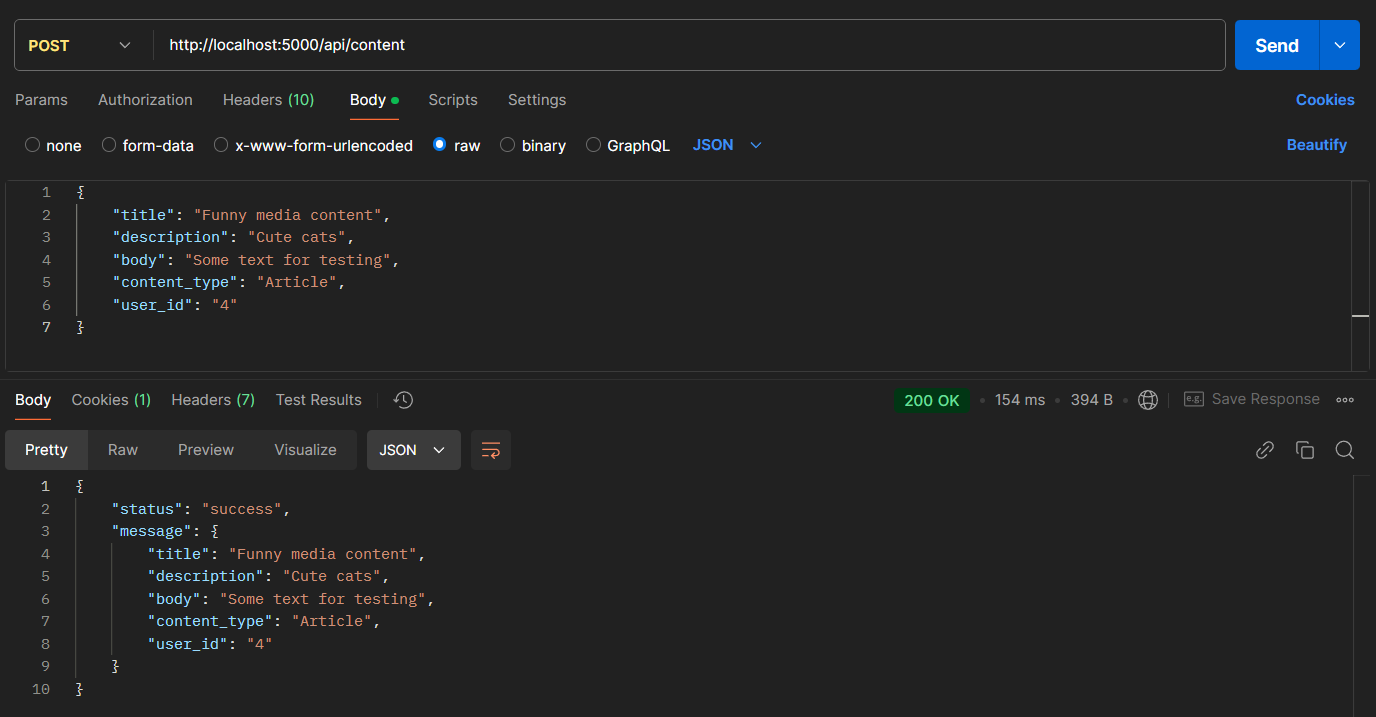 POST http://localhost:5000/api/content Send
Params Authorization Headers (10) Body Scripts Settings Cookies
none form-data x-www-form-urlencoded raw binary GraphQL JSON Beautify
1 {
2 "title": "Funny media content",
3 "description": "Cute cats",
4 "body": "Some text for testing",
5 "content_type": "Article",
6 "user_id": "4"
7 }
Body Cookies (1) Headers (7) Test Results 200 OK 154 ms 394 B e.g. Save Response
Pretty Raw Preview Visualize JSON
1 {
2 "status": "success",
3 "message": {
4 "title": "Funny media content",
5 "description": "Cute cats",
6 "body": "Some text for testing",
7 "content_type": "Article",
8 "user_id": "4"
9 }
10 }